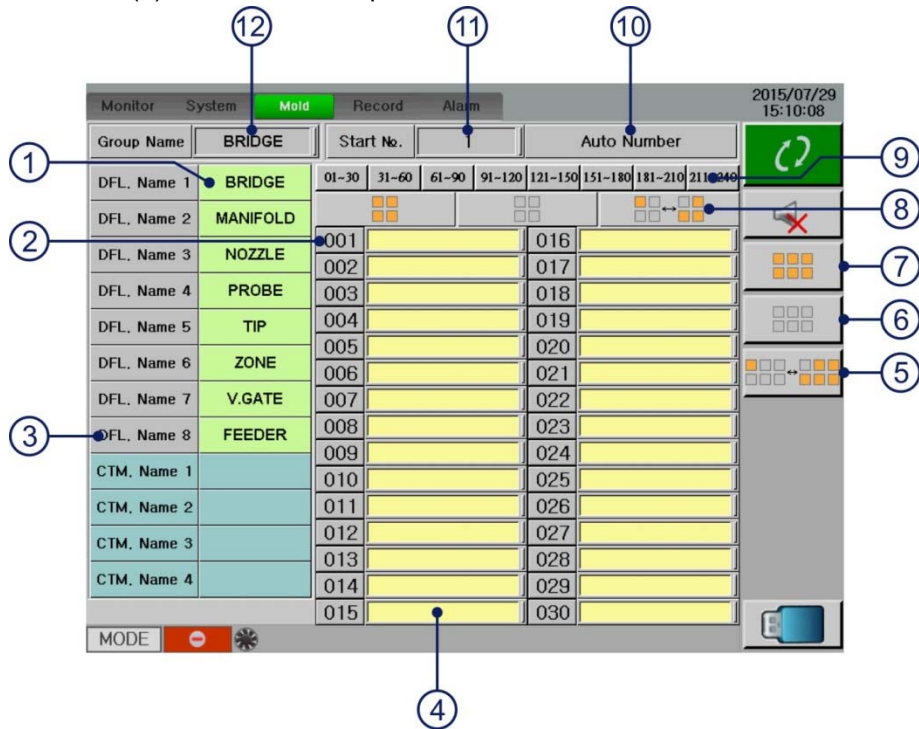 12 11 10
Monitor System Mold Record Alarm
2015/07/29
15:10:08
Group Name BRIDGE Start №. 1 Auto Number
1
9
8
2
7
6
5
3
DFL. Name 1 BRIDGE
DFL. Name 2 MANIFOLD
DFL. Name 3 NOZZLE
DFL. Name 4 PROBE
DFL. Name 5 TIP
DFL. Name 6 ZONE
DFL. Name 7 V.GATE
DFL. Name 8 FEEDER
CTM. Name 1
CTM. Name 2
CTM. Name 3
CTM. Name 4
01~30 31~60 61~90 91~120 121~150 151~180 181~210 211~240
001 016
002 017
003 018
004 019
005 020
006 021
007 022
008 023
009 024
010 025
011 026
012 027
013 028
014 029
015 030
MODE
4